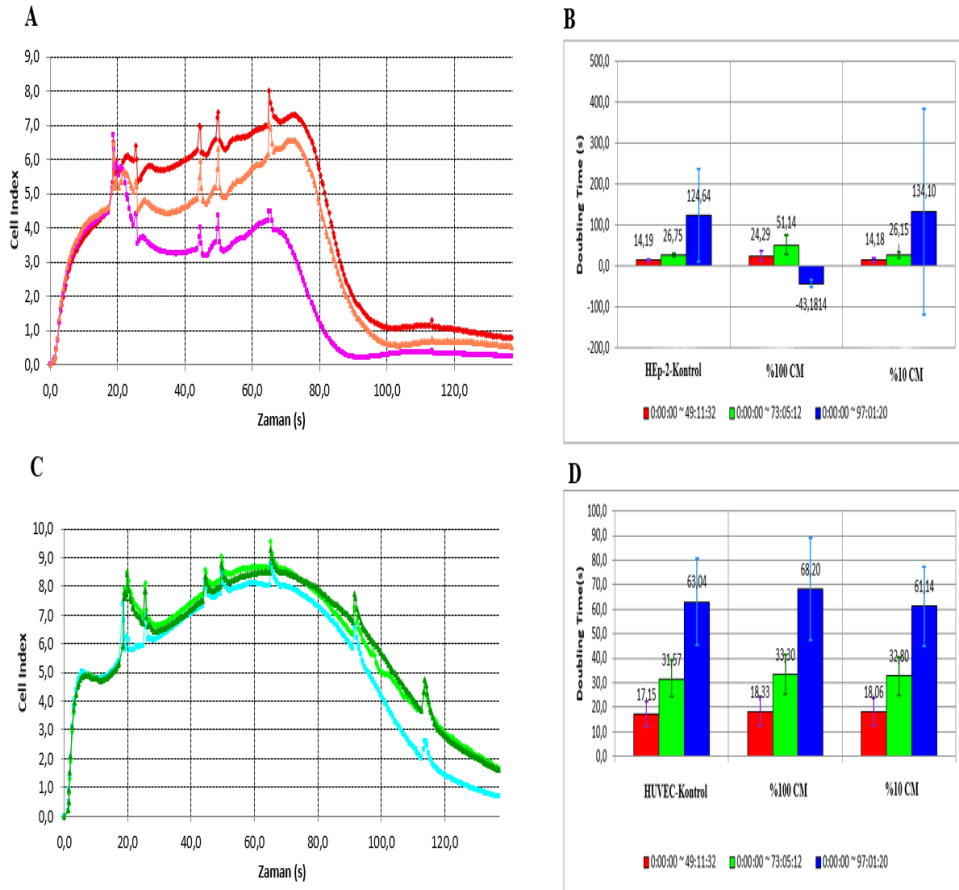 A
9,0
8,0
7,0
6,0
5,0
4,0
3,0
2,0
1,0
0,0
Cell Index
0,0 20,0 40,0 60,0 80,0 100,0 120,0
Zaman (s)
B
500,0
400,0
300,0
200,0
100,0
0,0
-100,0
-200,0
Doubling Time (s)
14,19 26,75 124,64
24,29 51,14 -43,1814
14,18 26,15 134,10
HEp-2-Kontrol %100 CM %10 CM
0:00:00 ~ 49:11:32 0:00:00 ~ 73:05:12 0:00:00 ~ 97:01:20
C
10,0
9,0
8,0
7,0
6,0
5,0
4,0
3,0
2,0
1,0
0,0
Cell Index
0,0 20,0 40,0 60,0 80,0 100,0 120,0
Zaman (s)
D
100,0
90,0
80,0
70,0
60,0
50,0
40,0
30,0
20,0
10,0
0,0
Doubling Time(s)
17,15 31,57 63,04
18,33 33,30 68,20
18,06 32,80 61,14
HUVEC-Kontrol %100 CM %10 CM
0:00:00 ~ 49:11:32 0:00:00 ~ 73:05:12 0:00:00 ~ 97:01:20